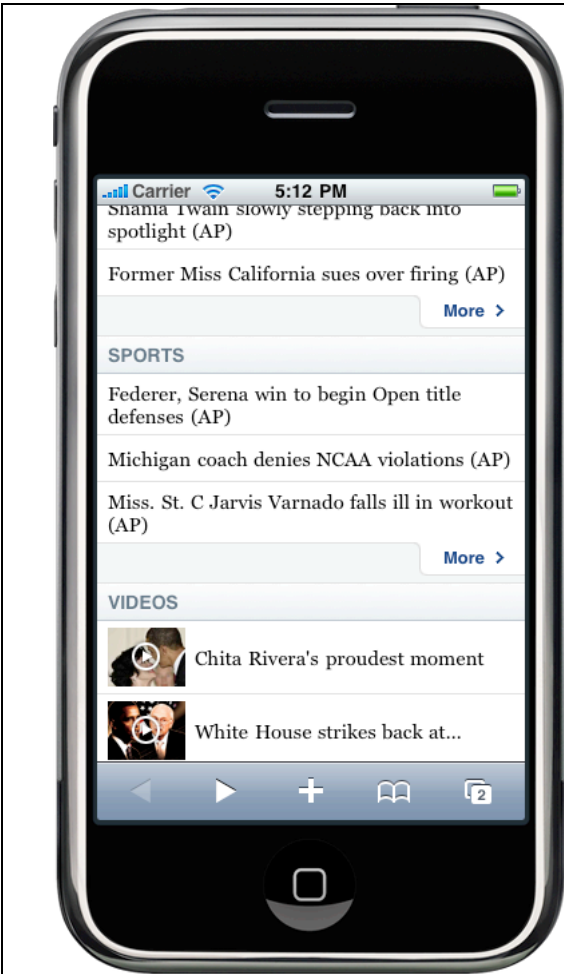 Carrier 5:12 PM
Shania Twain slowly stepping back into
spotlight (AP)
Former Miss California sues over firing (AP)
More >
SPORTS
Federer, Serena win to begin Open title
defenses (AP)
Michigan coach denies NCAA violations (AP)
Miss. St. C Jarvis Varnado falls ill in workout
(AP)
More >
VIDEOS
Chita Rivera's proudest moment
White House strikes back at...
2